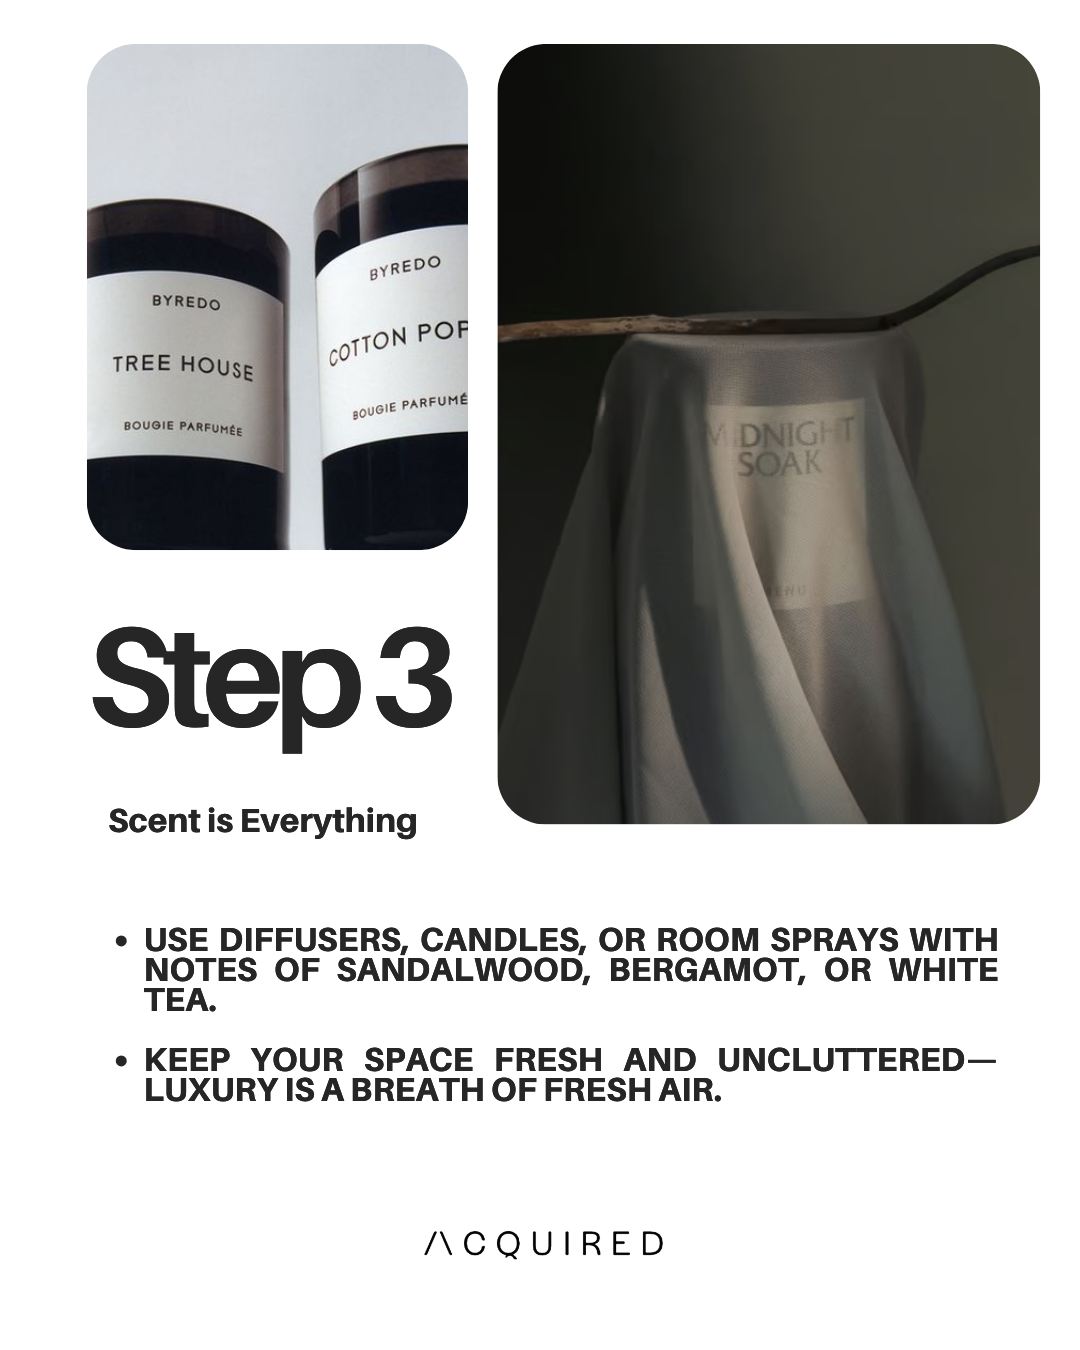 BYREDO
TREE HOUSE
BOUGIE PARFUMÉE
BYREDO
COTTON POP
BOUGIE PARFUMÉ
MIDNIGHT
SOAK
Step 3
Scent is Everything
• USE DIFFUSERS, CANDLES, OR ROOM SPRAYS WITH
NOTES OF SANDALWOOD, BERGAMOT, OR WHITE
TEA.
• KEEP YOUR SPACE FRESH AND UNCLUTTERED—
LUXURY IS A BREATH OF FRESH AIR.
ACQUIRED